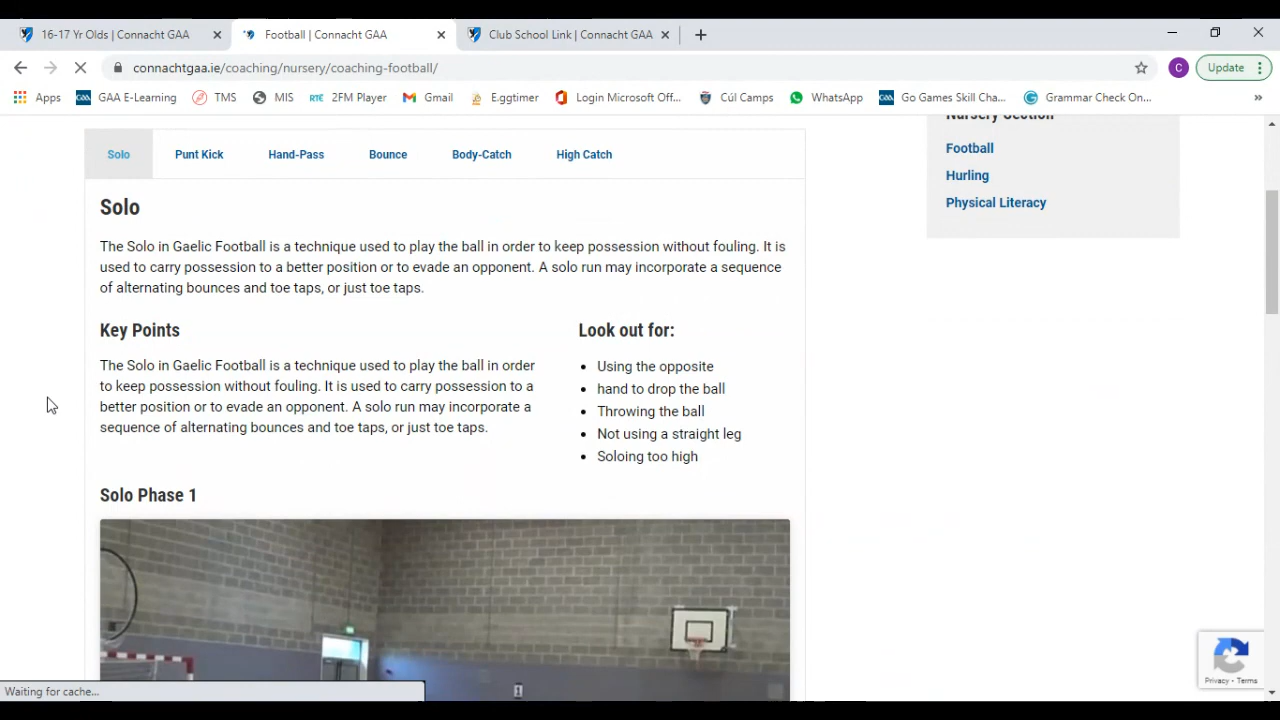 16-17 Yr Olds | Connacht GAA
Football | Connacht GAA
Club School Link | Connacht GAA
connachtgaa.ie/coaching/nursery/coaching-football/
C
Update
Apps
GAA E-Learning
TMS
MIS
RTÉ 2FM Player
Gmail
E.ggtimer
Login Microsoft Off...
Cúl Camps
WhatsApp
GAA Go Games Skill Cha...
Grammar Check On...
»
Solo
Punt Kick
Hand-Pass
Bounce
Body-Catch
High Catch
Nursery Section
Football
Hurling
Physical Literacy
Solo
The Solo in Gaelic Football is a technique used to play the ball in order to keep possession without fouling. It is
used to carry possession to a better position or to evade an opponent. A solo run may incorporate a sequence
of alternating bounces and toe taps, or just toe taps.
Key Points
The Solo in Gaelic Football is a technique used to play the ball in order
to keep possession without fouling. It is used to carry possession to a
better position or to evade an opponent. A solo run may incorporate a
sequence of alternating bounces and toe taps, or just toe taps.
Look out for:
Using the opposite
hand to drop the ball
Throwing the ball
Not using a straight leg
Soloing too high
Solo Phase 1
Waiting for cache...
Privacy - Terms